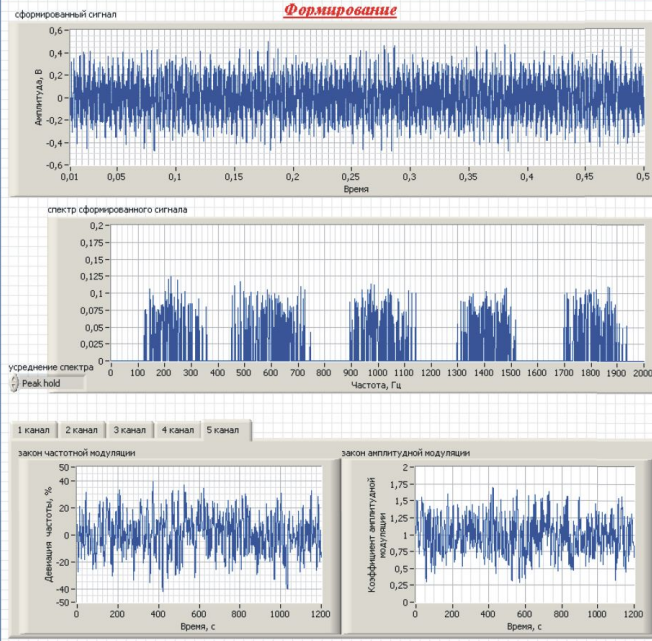 Формирование
сформированный сигнал
Амплитуда, В
0,6
0,4
0,2
0
-0,2
-0,4
-0,6
0,01 0,05 0,1 0,15 0,2 0,25 0,3 0,35 0,4 0,45 0,5
Время
спектр сформированного сигнала
0,2
0,175
0,15
0,125
0,1
0,075
0,05
0,025
0
0 100 200 300 400 500 600 700 800 900 1000 1100 1200 1300 1400 1500 1600 1700 1800 1900 2000
Частота, Гц
усреднение спектра
Peak hold
1 канал 2 канал 3 канал 4 канал 5 канал
закон частотной модуляции
Девиация частоты, %
50
40
20
0
-20
-40
-50
0 200 400 600 800 1000 1200
Время, с
закон амплитудной модуляции
Коэффициент амплитудной
модуляции
2
1,75
1,5
1,25
1
0,75
0,5
0,25
0
0 200 400 600 800 1000 1200
Время, с